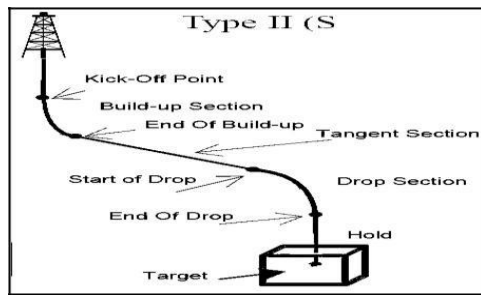 Type II (S
Kick-Off Point
Build-up Section
End Of Build-up
Tangent Section
Start of Drop
Drop Section
End Of Drop
Hold
Target